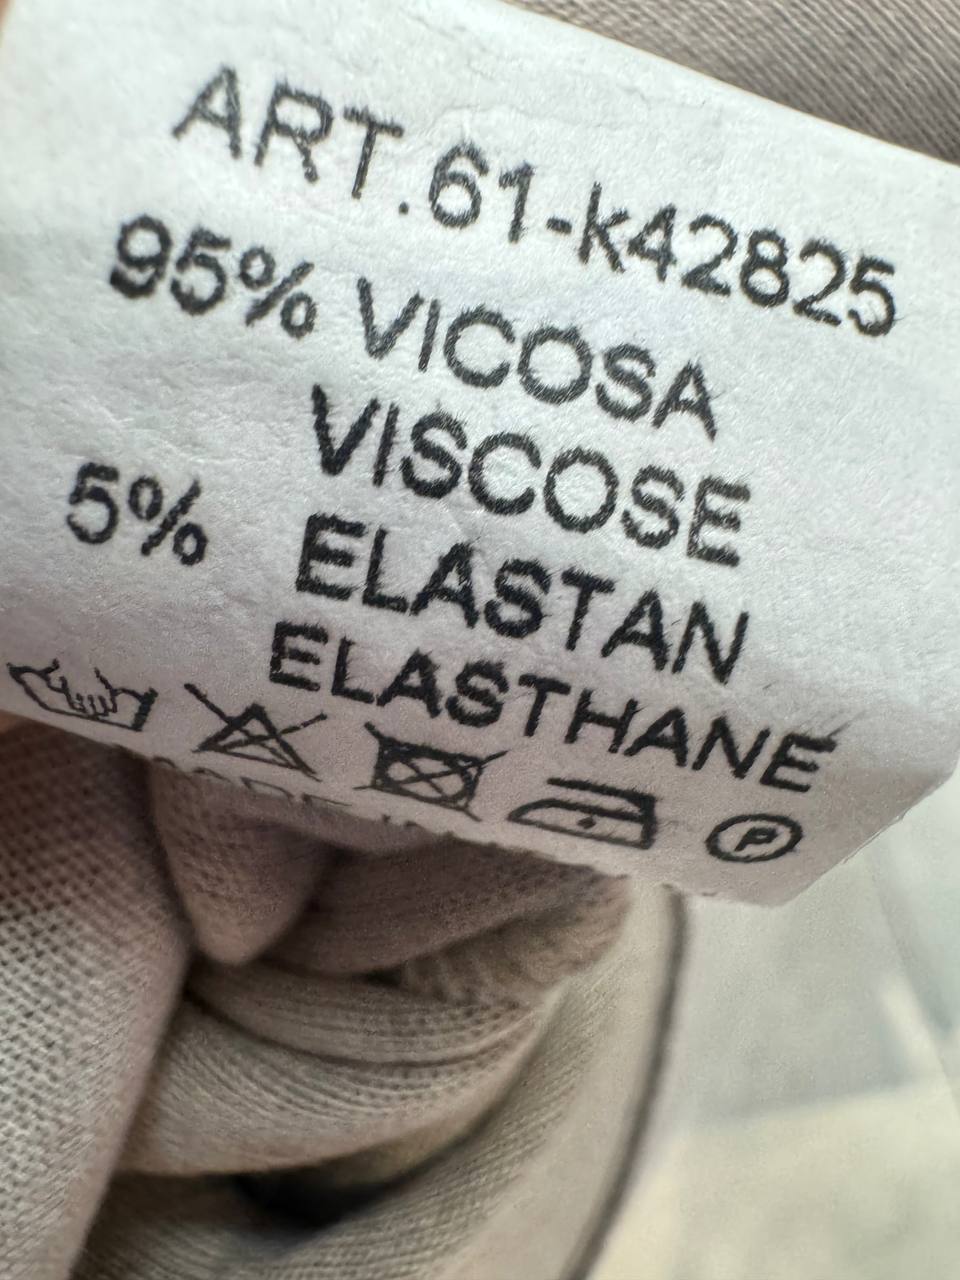 ART.61-K42825
95% VICOSA
VISCOSE
5% ELASTAN
ELASTHANE
P